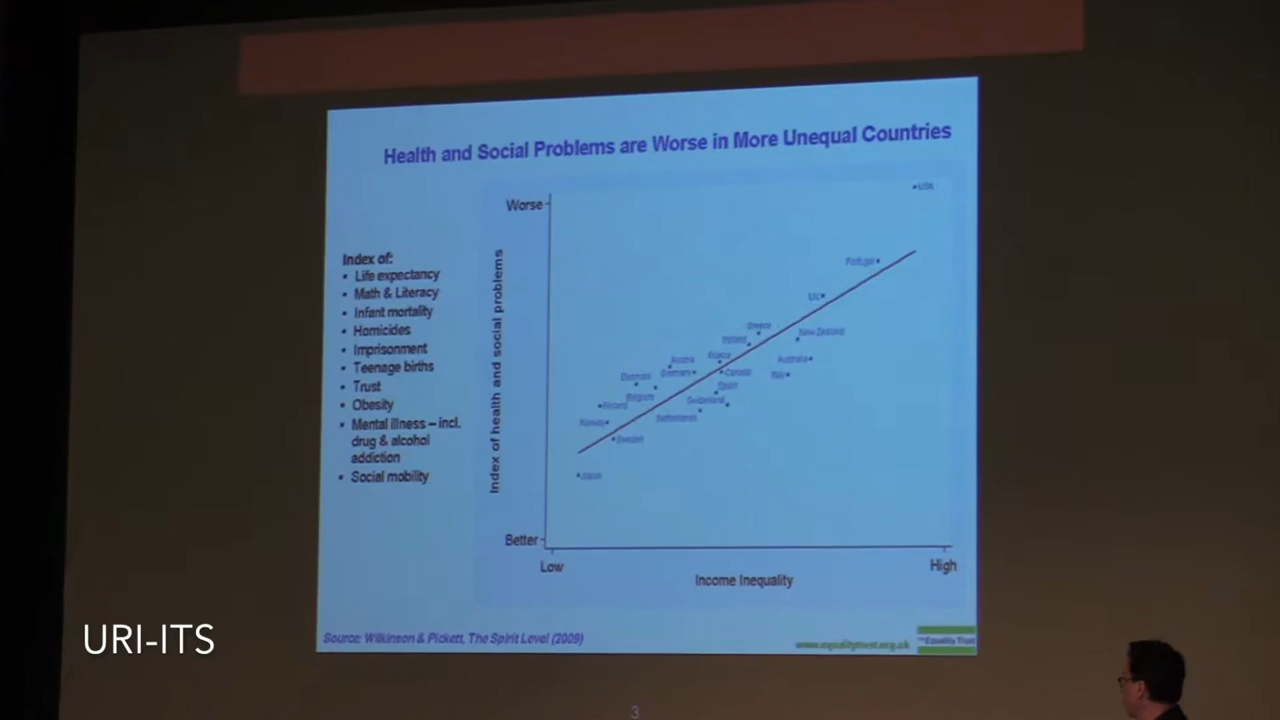 Health and Social Problems are Worse in More Unequal Countries
USA
Worse
Index of:
• Life expectancy
• Math & Literacy
• Infant mortality
• Homicides
• Imprisonment
• Teenage births
• Trust
• Obesity
• Mental illness – incl.
drug & alcohol
addiction
• Social mobility
Index of health and social problems
Portugal
UK
Greece
New Zealand
Ireland
France
Australia
Austria
Germany
Canada
Italy
Denmark
Spain
Belgium
Switzerland
Finland
Netherlands
Norway
Sweden
Japan
Better
Low
High
Income Inequality
Source: Wilkinson & Pickett, The Spirit Level (2009)
www.equalitytrust.org.uk
The Equality Trust
URI-ITS
3